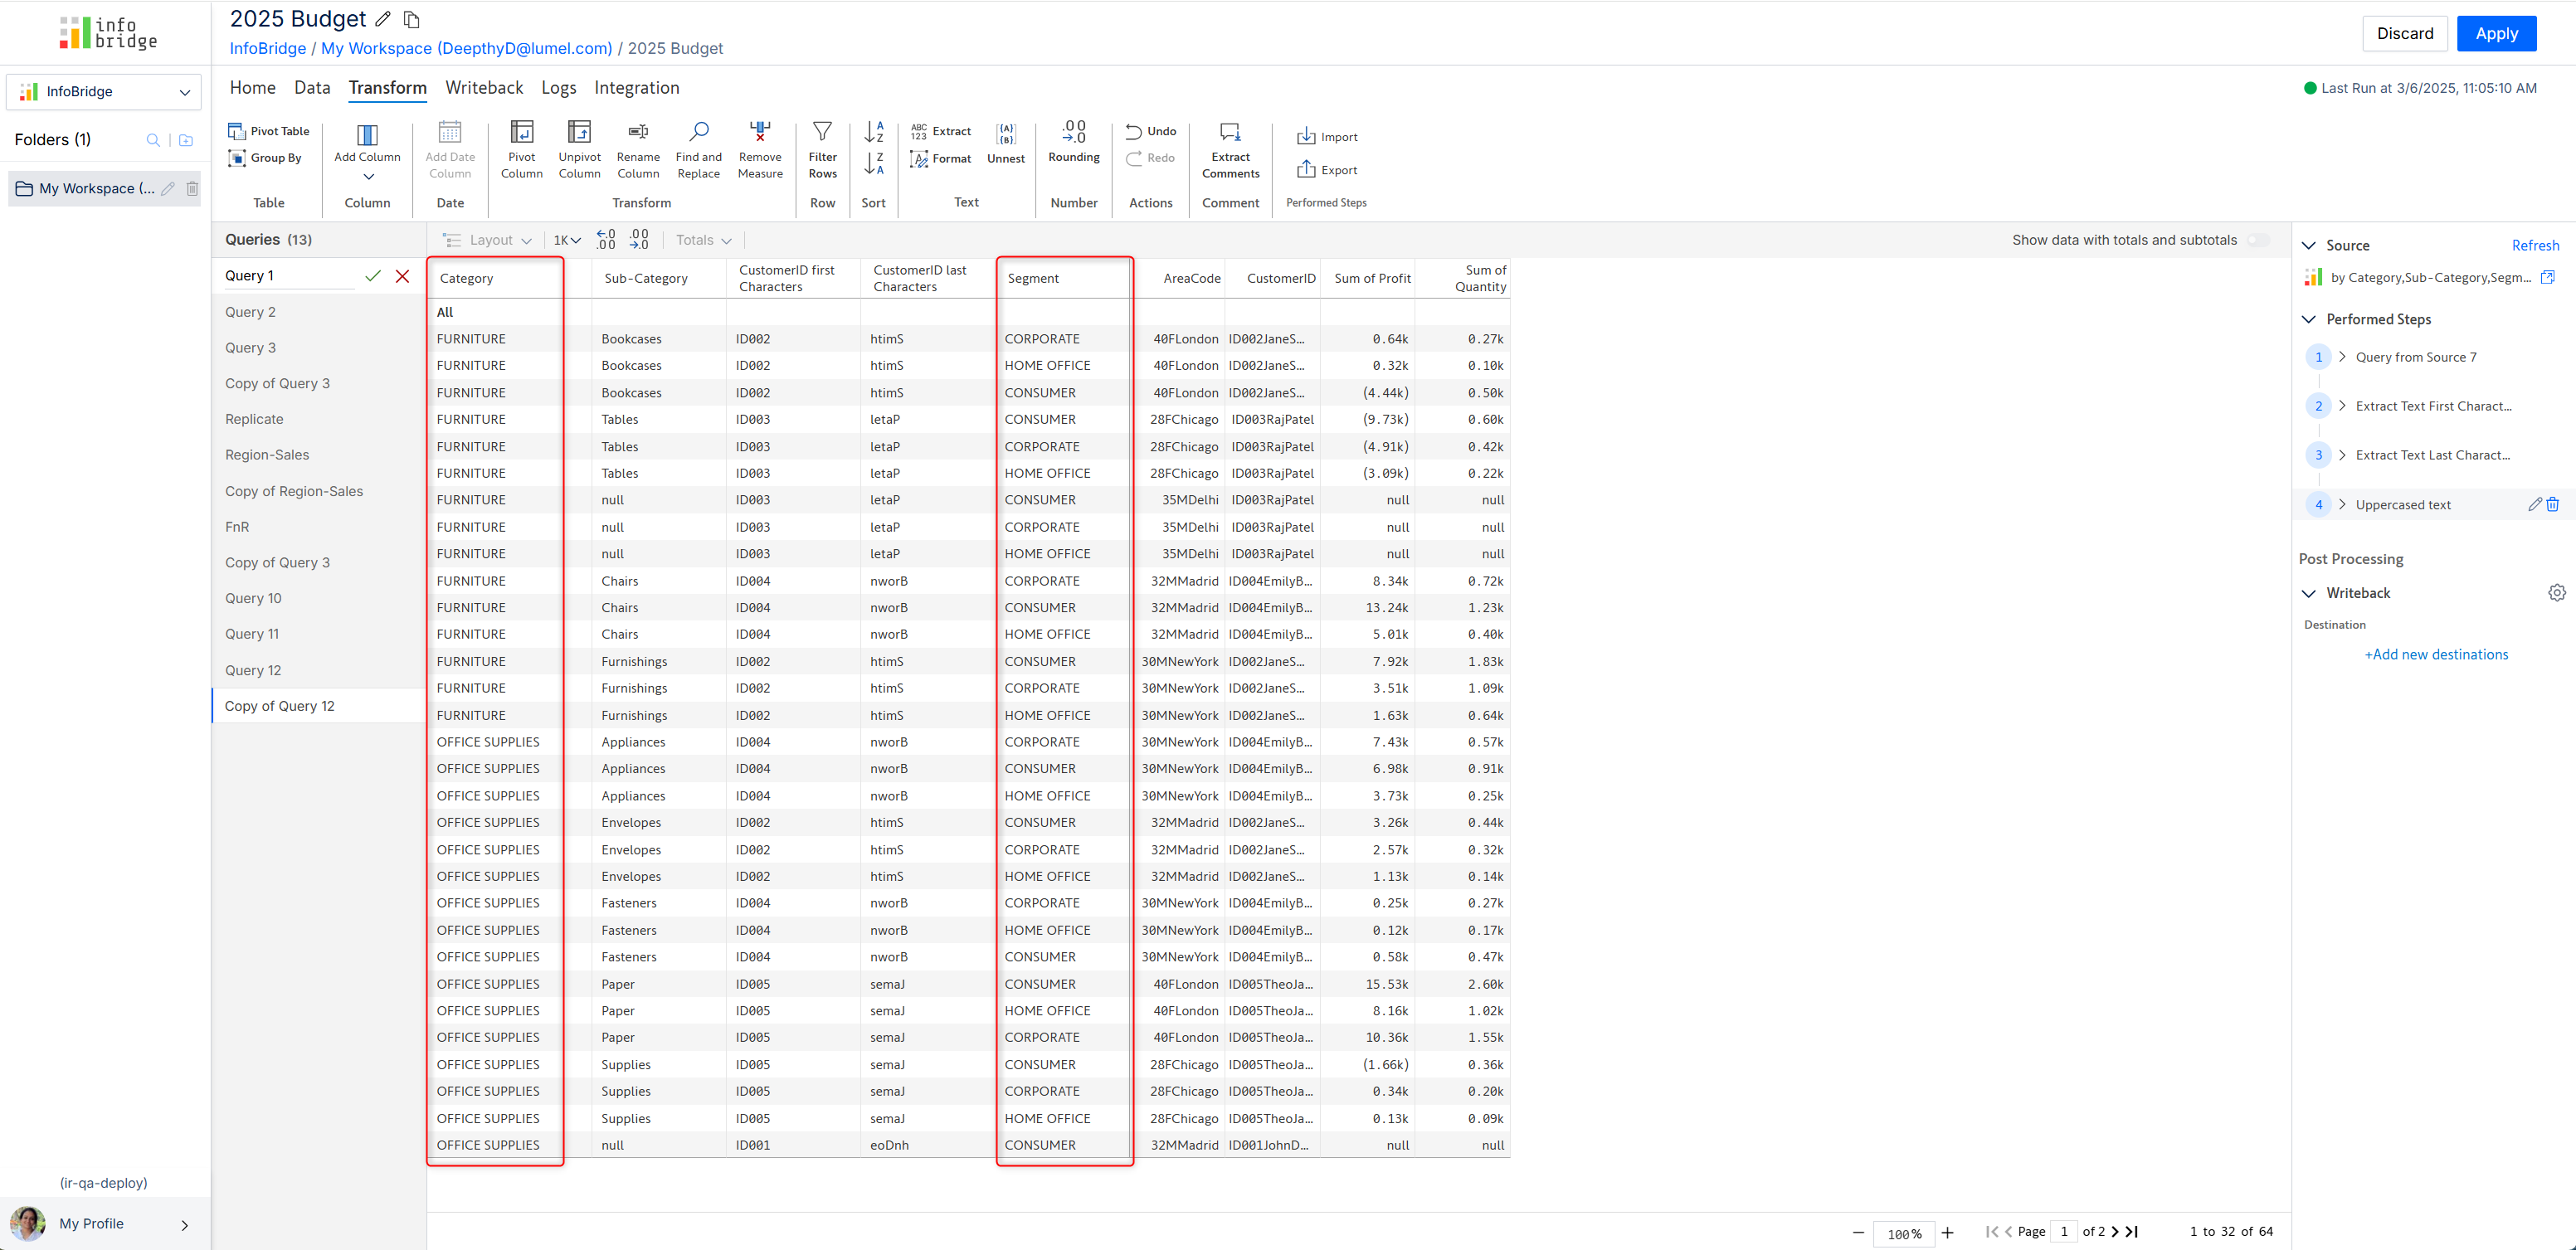 info bridge
2025 Budget
InfoBridge / My Workspace (DeepthyD@lumel.com) / 2025 Budget
Discard Apply
InfoBridge
Folders (1)
My Workspace (...
Home Data Transform Writeback Logs Integration
Last Run at 3/6/2025, 11:05:10 AM
Pivot Table
Group By
Table
Add Column
Column
Add Date Column
Date
Pivot Column
Unpivot Column
Rename Column
Find and Replace
Remove Measure
Transform
Filter Rows
Row
Sort
Extract
Format
Unnest
Text
Rounding
Number
Undo
Redo
Actions
Extract Comments
Comment
Import
Export
Performed Steps
Queries (13)
Query 1
Query 2
Query 3
Copy of Query 3
Replicate
Region-Sales
Copy of Region-Sales
FnR
Copy of Query 3
Query 10
Query 11
Query 12
Copy of Query 12
Layout 1K Totals
Show data with totals and subtotals
Category Sub-Category CustomerID first Characters CustomerID last Characters Segment AreaCode CustomerID Sum of Profit Sum of Quantity
All
FURNITURE Bookcases ID002 htimS CORPORATE 40FLondon ID002JaneS... 0.64k 0.27k
FURNITURE Bookcases ID002 htimS HOME OFFICE 40FLondon ID002JaneS... 0.32k 0.10k
FURNITURE Bookcases ID002 htimS CONSUMER 40FLondon ID002JaneS... (4.44k) 0.50k
FURNITURE Tables ID003 letaP CONSUMER 28FChicago ID003RajPatel (9.73k) 0.60k
FURNITURE Tables ID003 letaP CORPORATE 28FChicago ID003RajPatel (4.91k) 0.42k
FURNITURE Tables ID003 letaP HOME OFFICE 28FChicago ID003RajPatel (3.09k) 0.22k
FURNITURE null ID003 letaP CONSUMER 35MDelhi ID003RajPatel null null
FURNITURE null ID003 letaP CORPORATE 35MDelhi ID003RajPatel null null
FURNITURE null ID003 letaP HOME OFFICE 35MDelhi ID003RajPatel null null
FURNITURE Chairs ID004 nworB CORPORATE 32MMadrid ID004EmilyB... 8.34k 0.72k
FURNITURE Chairs ID004 nworB CONSUMER 32MMadrid ID004EmilyB... 13.24k 1.23k
FURNITURE Chairs ID004 nworB HOME OFFICE 32MMadrid ID004EmilyB... 5.01k 0.40k
FURNITURE Furnishings ID002 htimS CONSUMER 30MNewYork ID002JaneS... 7.92k 1.83k
FURNITURE Furnishings ID002 htimS CORPORATE 30MNewYork ID002JaneS... 3.51k 1.09k
FURNITURE Furnishings ID002 htimS HOME OFFICE 30MNewYork ID002JaneS... 1.63k 0.64k
OFFICE SUPPLIES Appliances ID004 nworB CORPORATE 30MNewYork ID004EmilyB... 7.43k 0.57k
OFFICE SUPPLIES Appliances ID004 nworB CONSUMER 30MNewYork ID004EmilyB... 6.98k 0.91k
OFFICE SUPPLIES Appliances ID004 nworB HOME OFFICE 30MNewYork ID004EmilyB... 3.73k 0.25k
OFFICE SUPPLIES Envelopes ID002 htimS CONSUMER 32MMadrid ID002JaneS... 3.26k 0.44k
OFFICE SUPPLIES Envelopes ID002 htimS CORPORATE 32MMadrid ID002JaneS... 2.57k 0.32k
OFFICE SUPPLIES Envelopes ID002 htimS HOME OFFICE 32MMadrid ID002JaneS... 1.13k 0.14k
OFFICE SUPPLIES Fasteners ID004 nworB CORPORATE 30MNewYork ID004EmilyB... 0.25k 0.27k
OFFICE SUPPLIES Fasteners ID004 nworB HOME OFFICE 30MNewYork ID004EmilyB... 0.12k 0.17k
OFFICE SUPPLIES Fasteners ID004 nworB CONSUMER 30MNewYork ID004EmilyB... 0.58k 0.47k
OFFICE SUPPLIES Paper ID005 semaJ CONSUMER 40FLondon ID005TheoJa... 15.53k 2.60k
OFFICE SUPPLIES Paper ID005 semaJ HOME OFFICE 40FLondon ID005TheoJa... 8.16k 1.02k
OFFICE SUPPLIES Paper ID005 semaJ CORPORATE 40FLondon ID005TheoJa... 10.36k 1.55k
OFFICE SUPPLIES Supplies ID005 semaJ CONSUMER 28FChicago ID005TheoJa... (1.66k) 0.36k
OFFICE SUPPLIES Supplies ID005 semaJ CORPORATE 28FChicago ID005TheoJa... 0.34k 0.20k
OFFICE SUPPLIES Supplies ID005 semaJ HOME OFFICE 28FChicago ID005TheoJa... 0.13k 0.09k
OFFICE SUPPLIES null ID001 eoDnh CONSUMER 32MMadrid ID001JohnD... null null
Source Refresh
by Category,Sub-Category,Segm...
Performed Steps
1 Query from Source 7
2 Extract Text First Charact...
3 Extract Text Last Charact...
4 Uppercased text
Post Processing
Writeback
Destination
+Add new destinations
(ir-qa-deploy)
My Profile
100% Page 1 of 2 1 to 32 of 64